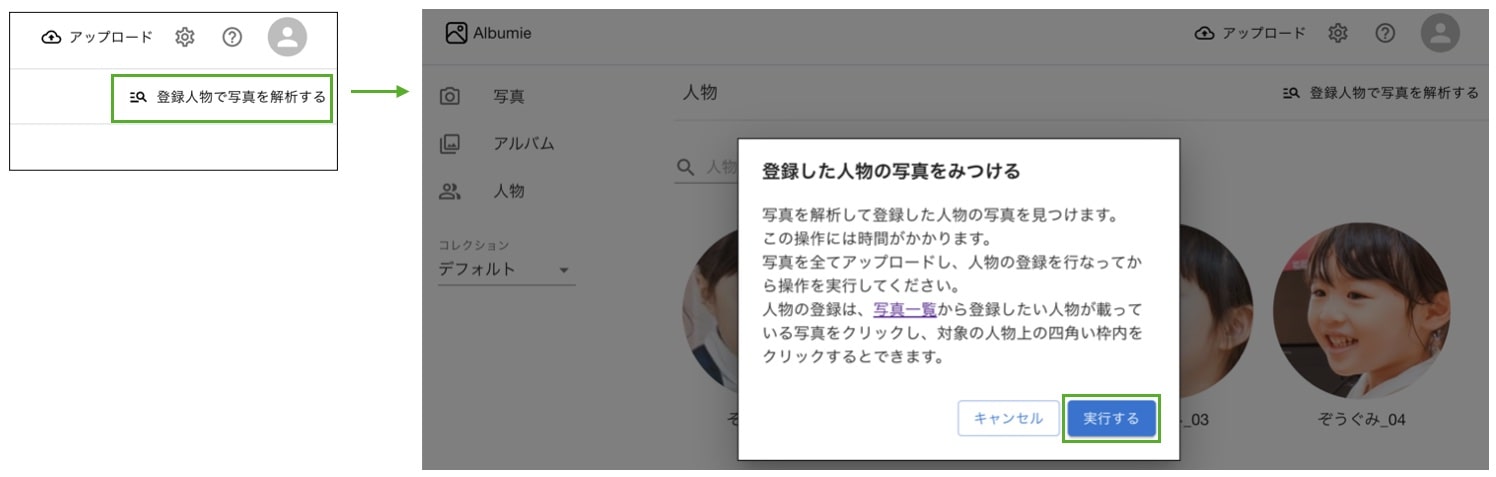 アップロード
登録人物で写真を解析する
Albumie
アップロード
写真
人物
登録人物で写真を解析する
アルバム
人物
人物
コレクション
デフォルト
登録した人物の写真をみつける
写真を解析して登録した人物の写真を見つけます。
この操作には時間がかかります。
写真を全てアップロードし、人物の登録を行なってか
ら操作を実行してください。
人物の登録は、写真一覧から登録したい人物が載って
いる写真をクリックし、対象の人物上の四角い枠内を
クリックするとできます。
キャンセル
実行する
ぞ
_03
ぞうぐみ_04